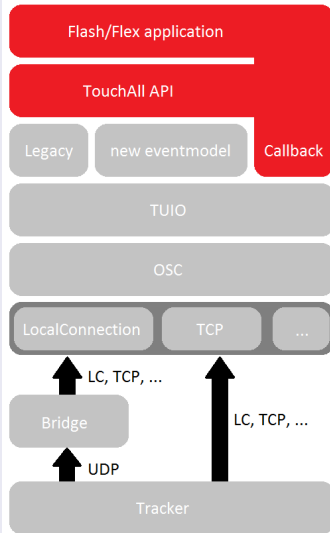 Flash/Flex application
TouchAll API
Legacy
new eventmodel
Callback
TUIO
OSC
LocalConnection
TCP
...
LC, TCP, ...
LC, TCP, ...
Bridge
UDP
Tracker